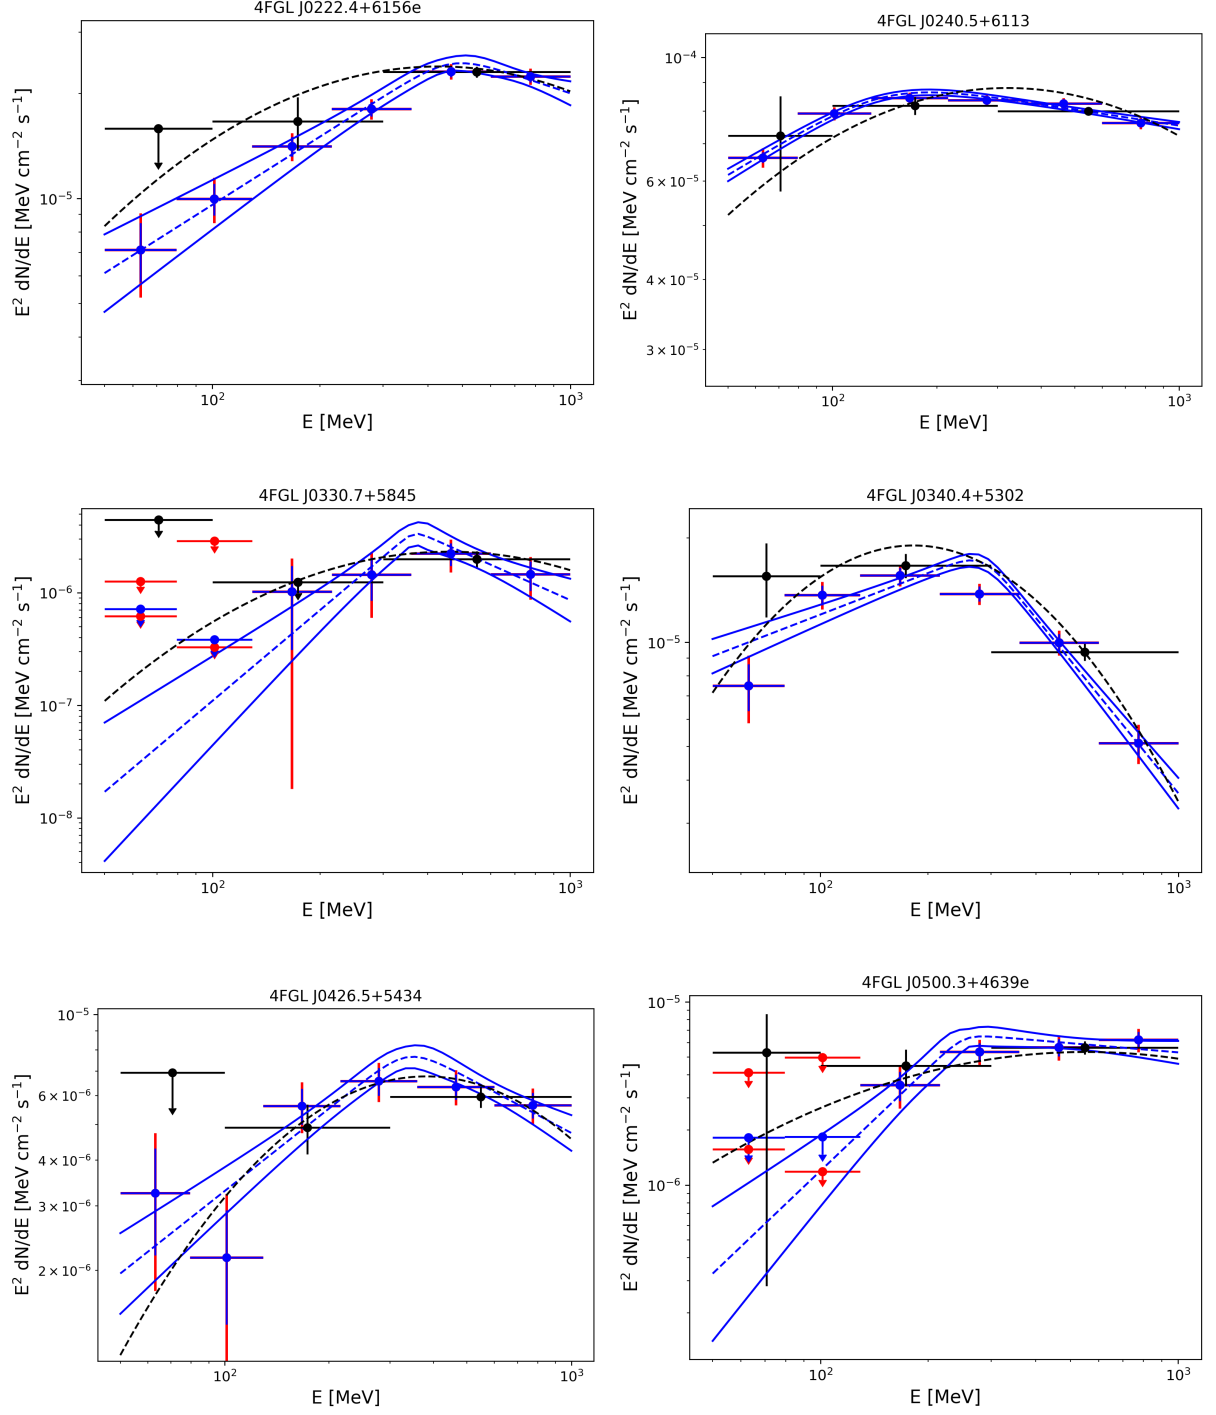 4FGL J0222.4+6156e
E² dN/dE [MeV cm⁻² s⁻¹]
10⁻⁵
10² 10³
E [MeV]
4FGL J0240.5+6113
E² dN/dE [MeV cm⁻² s⁻¹]
10⁻⁴
6 × 10⁻⁵
4 × 10⁻⁵
3 × 10⁻⁵
10² 10³
E [MeV]
4FGL J0330.7+5845
E² dN/dE [MeV cm⁻² s⁻¹]
10⁻⁶
10⁻⁷
10⁻⁸
10² 10³
E [MeV]
4FGL J0340.4+5302
E² dN/dE [MeV cm⁻² s⁻¹]
10⁻⁵
10² 10³
E [MeV]
4FGL J0426.5+5434
E² dN/dE [MeV cm⁻² s⁻¹]
10⁻⁵
6 × 10⁻⁶
4 × 10⁻⁶
3 × 10⁻⁶
2 × 10⁻⁶
10² 10³
E [MeV]
4FGL J0500.3+4639e
E² dN/dE [MeV cm⁻² s⁻¹]
10⁻⁵
10⁻⁶
10² 10³
E [MeV]